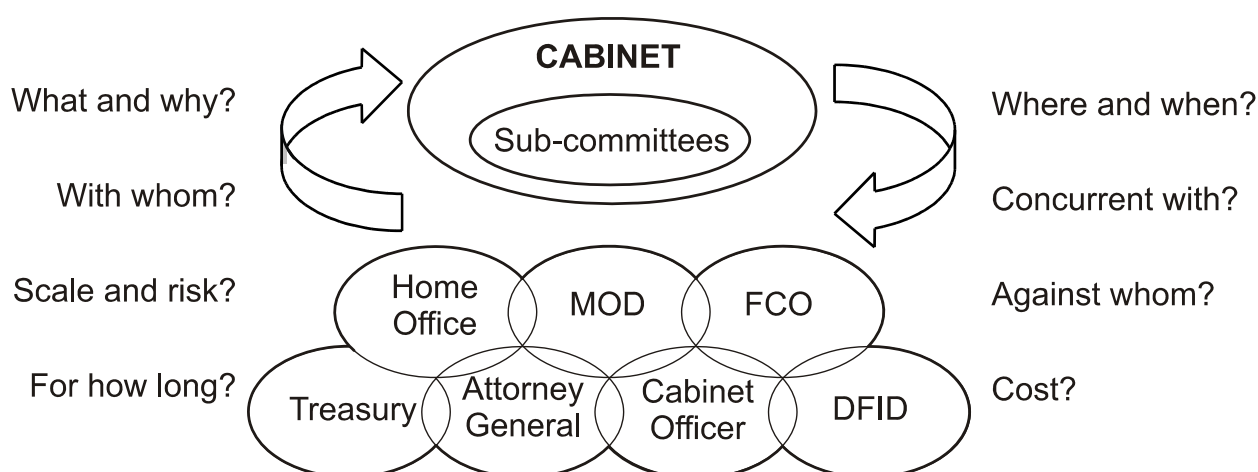 CABINET
Sub-committees
What and why?
With whom?
Scale and risk?
For how long?
Where and when?
Concurrent with?
Against whom?
Cost?
Home
Office
MOD
FCO
Treasury
Attorney
General
Cabinet
Officer
DFID